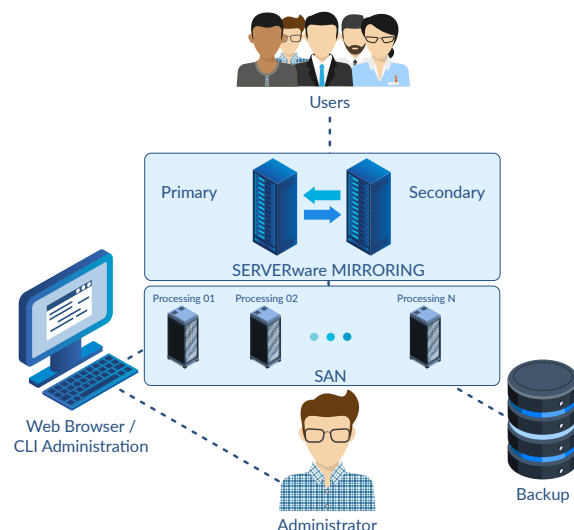 Users
Primary
Secondary
SERVERware MIRRORING
Processing 01
Processing 02
Processing N
SAN
Web Browser /
CLI Administration
Backup
Administrator